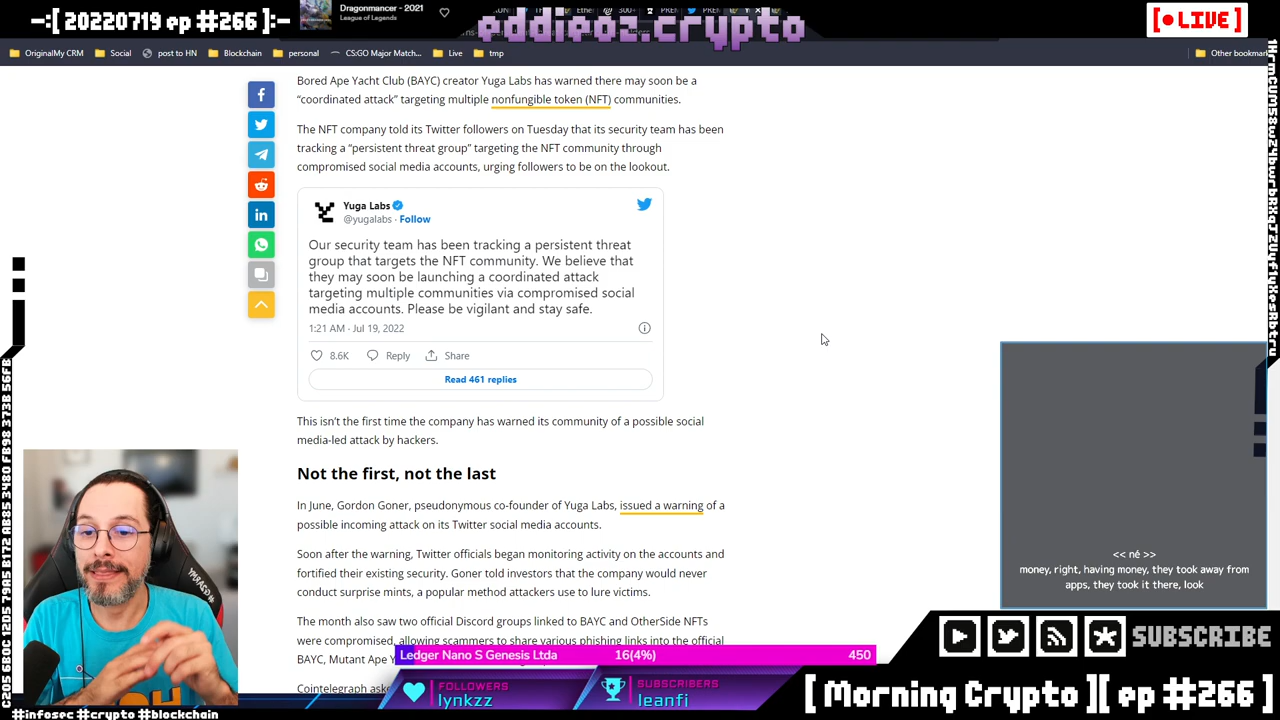 -:[ 20220719 ep #266 ]:-
Dragonmancer - 2021
League of Legends
eddieoz.crypto
[ LIVE ]
OriginalMy CRM
Social
post to HN
Blockchain
personal
CS:GO Major Match...
Live
tmp
Other bookmar
Bored Ape Yacht Club (BAYC) creator Yuga Labs has warned there may soon be a
“coordinated attack” targeting multiple nonfungible token (NFT) communities.
The NFT company told its Twitter followers on Tuesday that its security team has been
tracking a “persistent threat group” targeting the NFT community through
compromised social media accounts, urging followers to be on the lookout.
Yuga Labs
@yugalabs · Follow
Our security team has been tracking a persistent threat
group that targets the NFT community. We believe that
they may soon be launching a coordinated attack
targeting multiple communities via compromised social
media accounts. Please be vigilant and stay safe.
1:21 AM · Jul 19, 2022
8.6K
Reply
Share
Read 461 replies
This isn’t the first time the company has warned its community of a possible social
media-led attack by hackers.
Not the first, not the last
In June, Gordon Goner, pseudonymous co-founder of Yuga Labs, issued a warning of a
possible incoming attack on its Twitter social media accounts.
Soon after the warning, Twitter officials began monitoring activity on the accounts and
fortified their existing security. Goner told investors that the company would never
conduct surprise mints, a popular method attackers use to lure victims.
The month also saw two official Discord groups linked to BAYC and OtherSide NFTs
were compromised, allowing scammers to share various phishing links into the official
BAYC, Mutant Ape
Cointelegraph
<< né >>
money, right, having money, they took away from
apps, they took it there, look
Ledger Nano S Genesis Ltda
16(4%)
450
FOLLOWERS
lynkzz
SUBSCRIBERS
leanfi
SUBSCRIBE
[ Morning Crypto ][ ep #266 ]
#infosec #crypto #blockchain